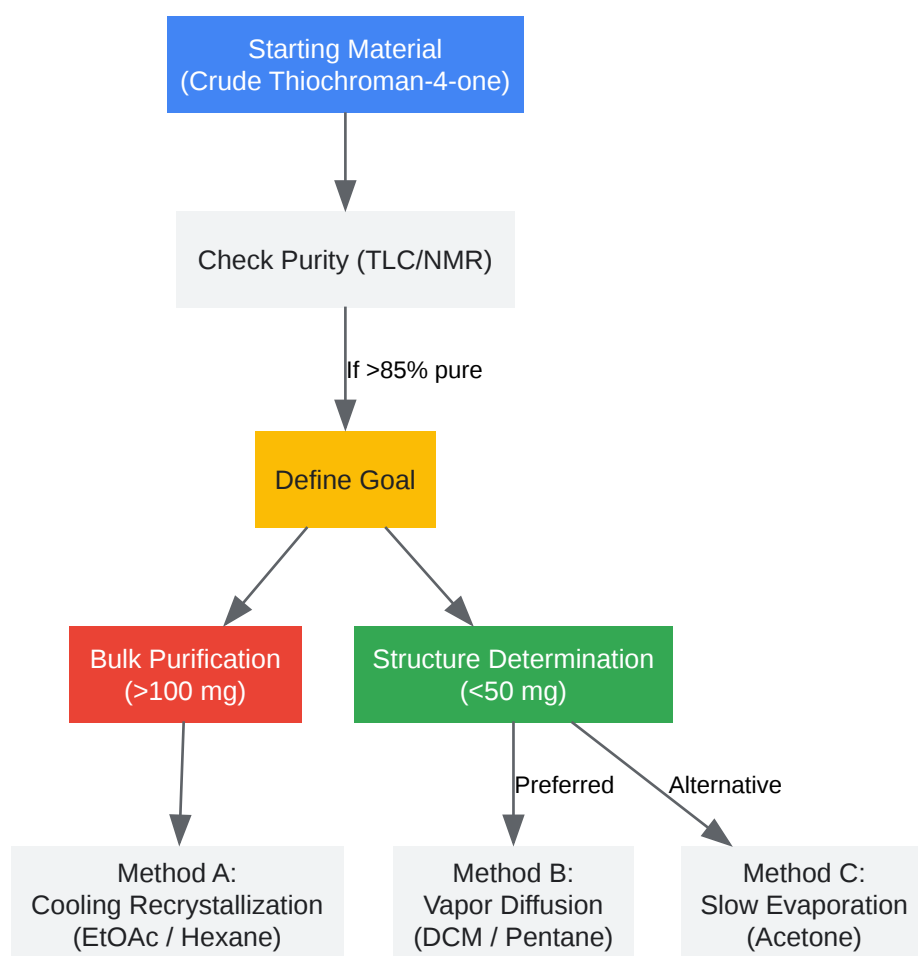 Starting Material
(Crude Thiochroman-4-one)
Check Purity (TLC/NMR)
If >85% pure
Define Goal
Bulk Purification
(>100 mg)
Structure Determination
(<50 mg)
Preferred
Alternative
Method A:
Cooling Recrystallization
(EtOAc / Hexane)
Method B:
Vapor Diffusion
(DCM / Pentane)
Method C:
Slow Evaporation
(Acetone)